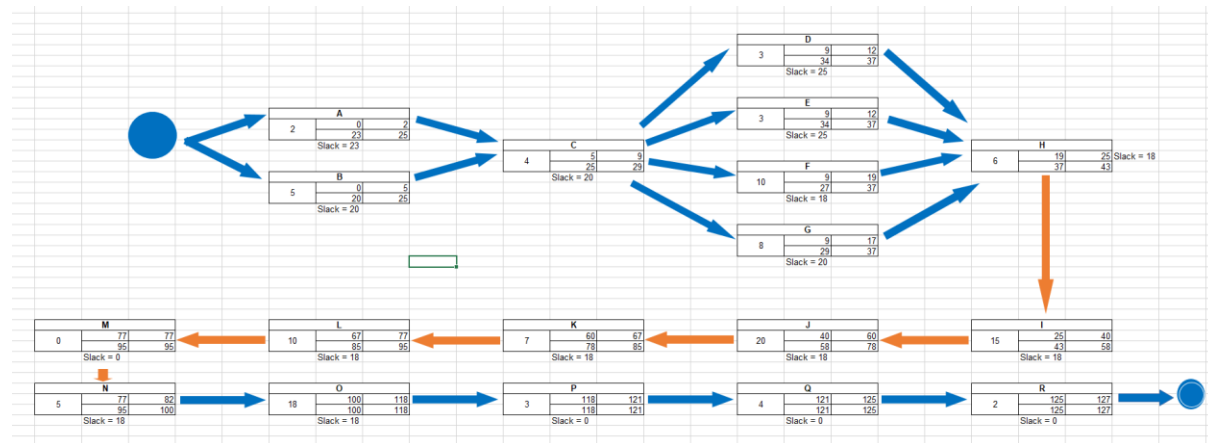 D
3 9 12
34 37
Slack = 25
E
3 9 12
34 37
Slack = 25
A
2 0 2
23 25
Slack = 23
C
4 5 9
25 29
Slack = 20
H
6 19 25 Slack = 18
37 43
F
10 9 19
27 37
Slack = 18
B
5 0 5
20 25
Slack = 20
G
8 9 17
29 37
Slack = 20
M
0 77 77
95 95
Slack = 0
L
10 67 77
85 95
Slack = 18
K
7 60 67
78 85
Slack = 18
J
20 40 60
58 78
Slack = 18
I
15 25 40
43 58
Slack = 18
N
5 77 82
95 100
Slack = 18
O
18 100 118
100 118
Slack = 18
P
3 118 121
118 121
Slack = 0
Q
4 121 125
121 125
Slack = 0
R
2 125 127
125 127
Slack = 0